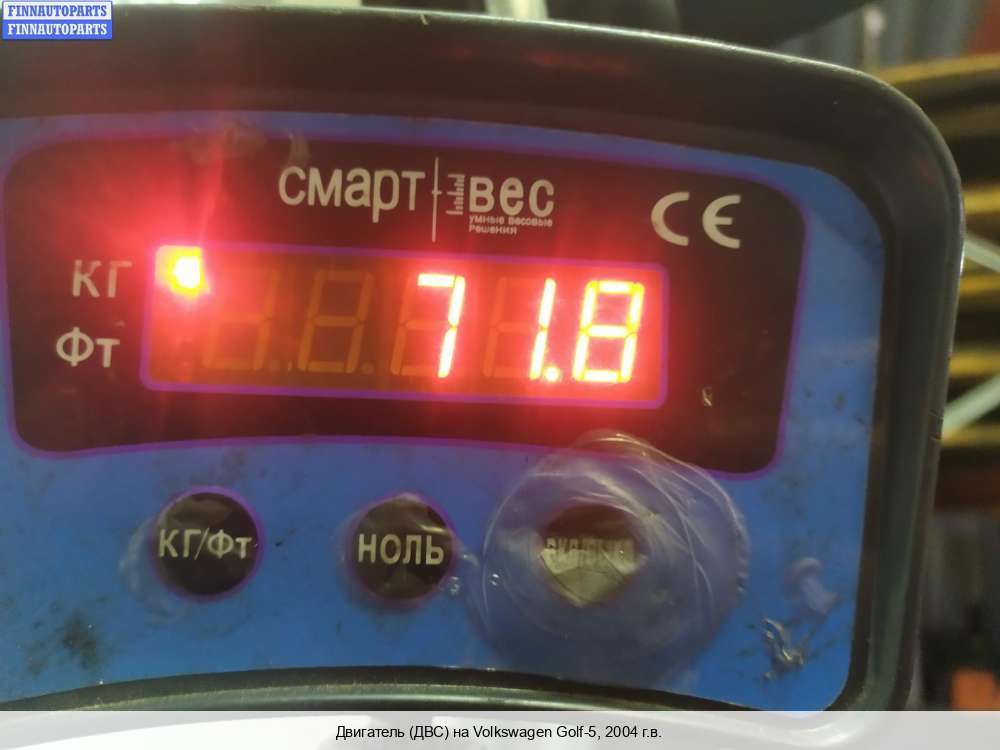 FINNAUTOPARTS
FINNAUTOPARTS
смарт вес
умные весовые
решения
CE
КГ
71.8
Фт
КГ/Фт
НОЛЬ
Двигатель (ДВС) на Volkswagen Golf-5, 2004 г.в.